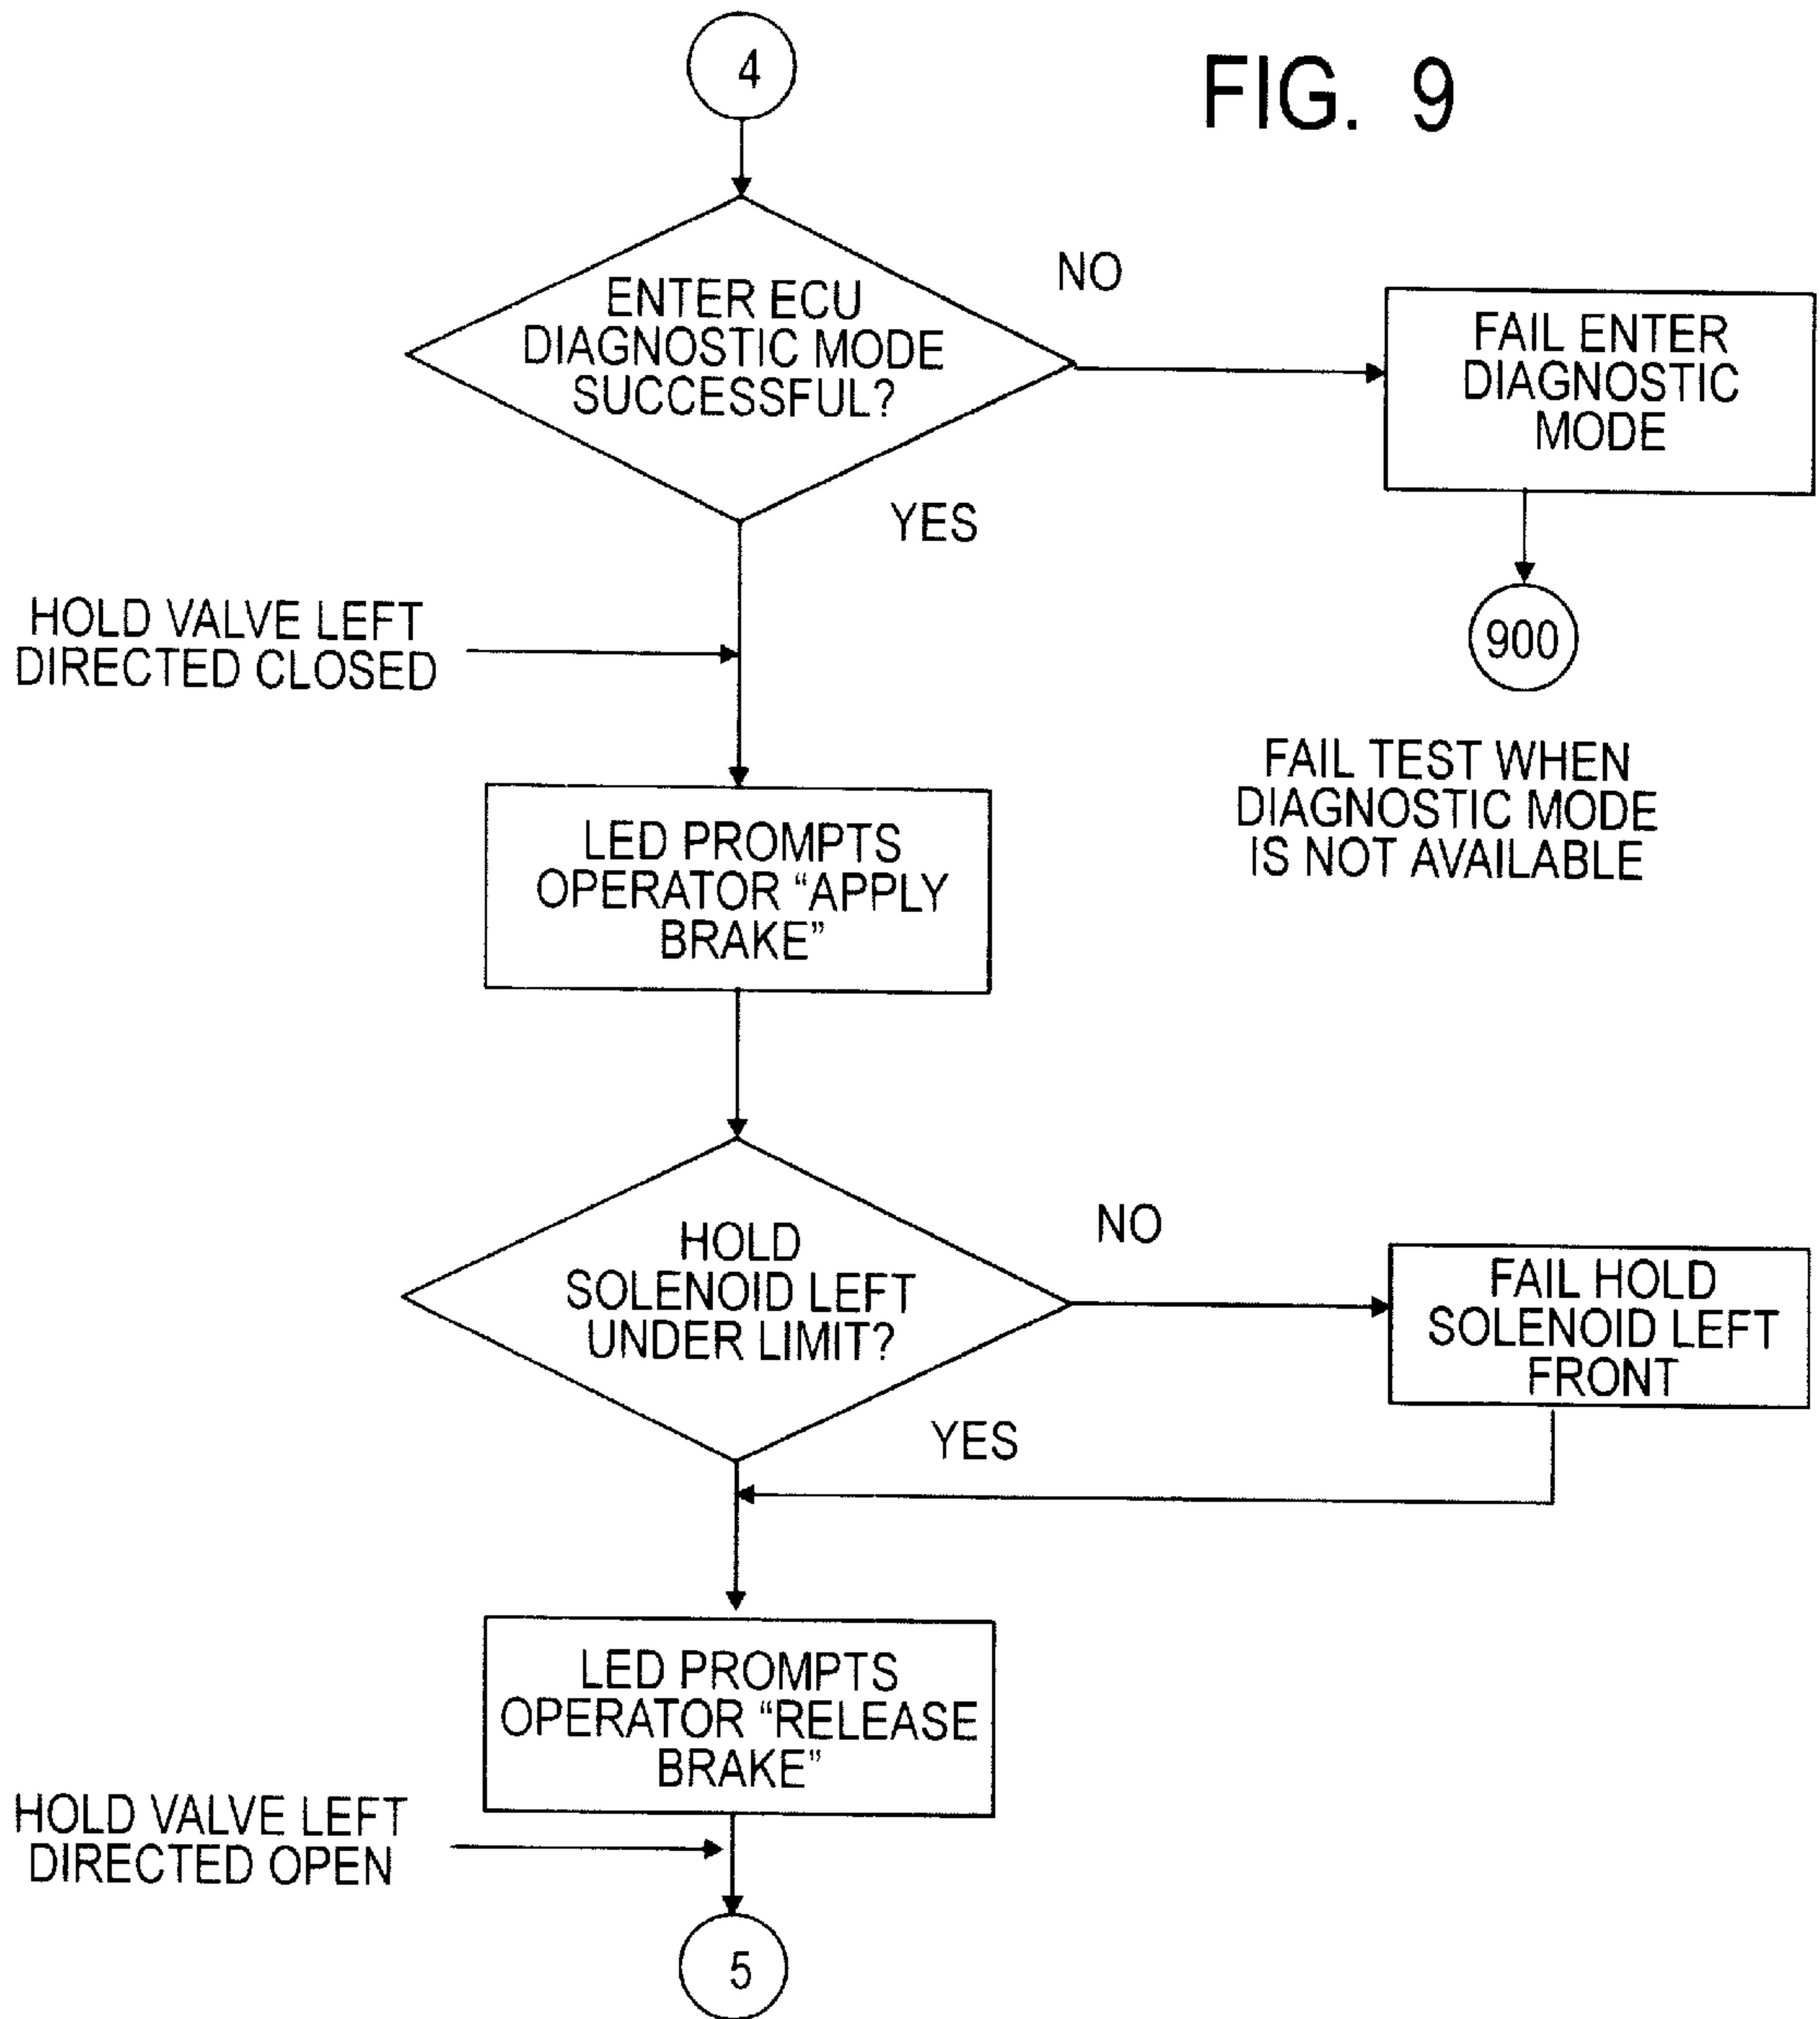 4
FIG. 9
ENTER ECU
DIAGNOSTIC MODE
SUCCESSFUL?
NO
FAIL ENTER
DIAGNOSTIC
MODE
YES
900
HOLD VALVE LEFT
DIRECTED CLOSED
FAIL TEST WHEN
DIAGNOSTIC MODE
IS NOT AVAILABLE
LED PROMPTS
OPERATOR “APPLY
BRAKE”
HOLD
SOLENOID LEFT
UNDER LIMIT?
NO
FAIL HOLD
SOLENOID LEFT
FRONT
YES
LED PROMPTS
OPERATOR “RELEASE
BRAKE”
HOLD VALVE LEFT
DIRECTED OPEN
5